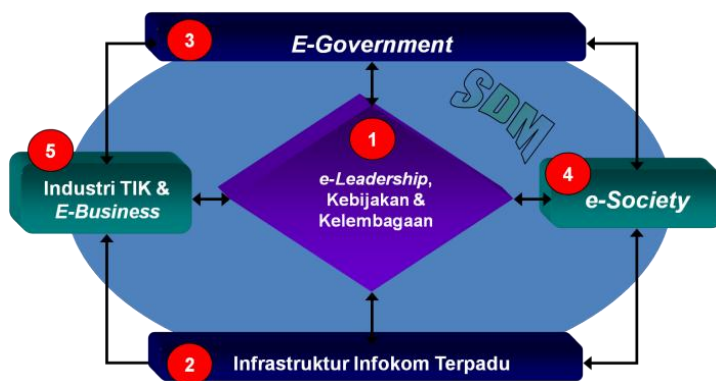 3
E-Government
SDM
1
e-Leadership,
Kebijakan &
Kelembagaan
5
Industri TIK &
E-Business
4
e-Society
2
Infrastruktur Infokom Terpadu